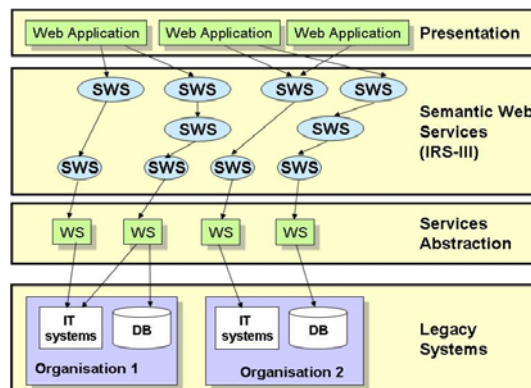 Web Application Web Application Web Application Presentation
SWS SWS SWS SWS
SWS SWS
Semantic Web
Services
(IRS-III)
SWS SWS SWS SWS
WS WS WS WS
Services
Abstraction
IT
systems
DB
IT
systems
DB
Organisation 1
Organisation 2
Legacy
Systems